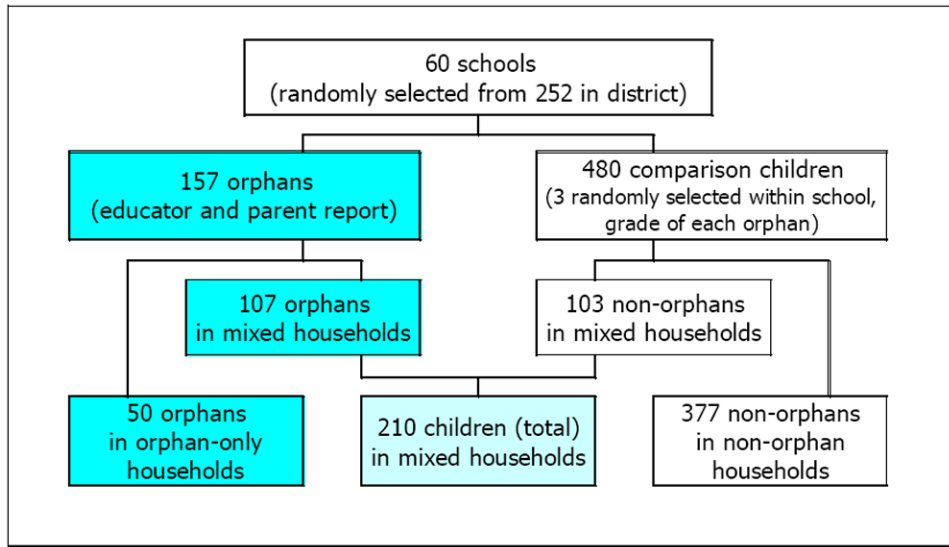 60 schools
(randomly selected from 252 in district)
157 orphans
(educator and parent report)
480 comparison children
(3 randomly selected within school,
grade of each orphan)
107 orphans
in mixed households
103 non-orphans
in mixed households
50 orphans
in orphan-only
households
210 children (total)
in mixed households
377 non-orphans
in non-orphan
households